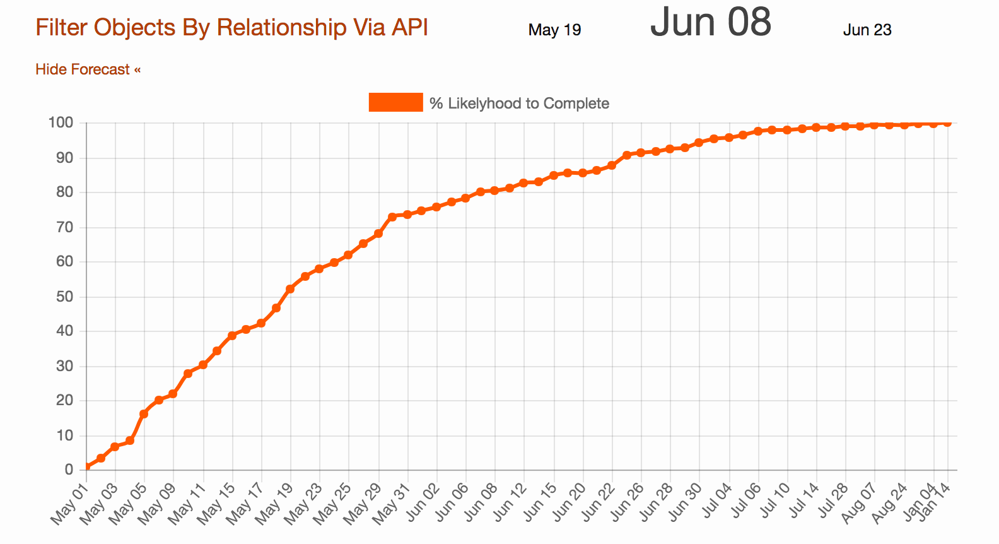 Filter Objects By Relationship Via API
May 19
Jun 08
Jun 23
Hide Forecast «
% Likelyhood to Complete
100
90
80
70
60
50
40
30
20
10
0
May 01
May 03
May 05
May 09
May 11
May 15
May 17
May 19
May 23
May 25
May 29
May 31
Jun 02
Jun 06
Jun 08
Jun 12
Jun 15
Jun 20
Jun 22
Jun 26
Jun 28
Jun 30
Jul 04
Jul 06
Jul 10
Jul 14
Jul 28
Aug 07
Aug 24
Jan 04
Jan 14